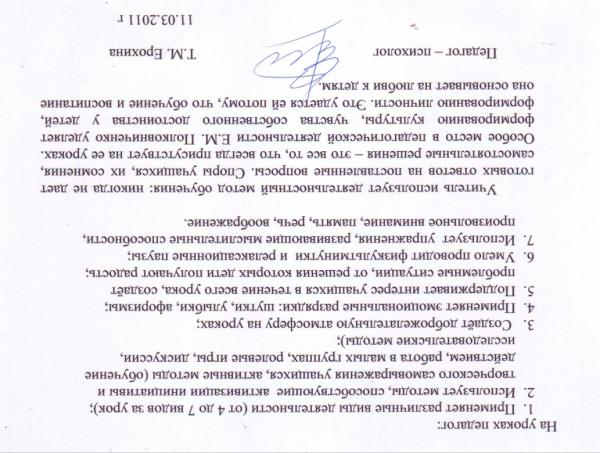 На уроках педагог:
1. Применяет различные виды деятельности (от 4 до 7 видов за урок);
2. Использует методы, способствующие активизации инициативы и
творческого самовыражения учащихся, активные методы (обучение
действием, работа в малых группах, ролевые игры, дискуссии,
исследовательские методы);
3. Создаёт доброжелательную атмосферу на уроках;
4. Применяет эмоциональные разрядки: шутки, улыбки, афоризмы;
5. Поддерживает интерес учащихся в течение всего урока, создаёт
проблемные ситуации, от решения которых дети получают радость;
6. Умело проводит физкультминутки и релаксационные паузы;
7. Использует упражнения, развивающие мыслительные способности,
произвольное внимание, память, речь, воображение.
Учитель использует деятельностный метод обучения: никогда не дает
готовых ответов на поставленные вопросы. Споры учащихся, их сомнения,
самостоятельные решения – это все то, что всегда присутствует на ее уроках.
Особое место в педагогической деятельности Е.М. Полковниченко уделяет
формированию культуры, чувства собственного достоинства у детей,
формированию личности. Это удается ей потому, что обучение и воспитание
она основывает на любви к детям.
Педагог – психолог Т.М. Ерохина
11.03.2011 г